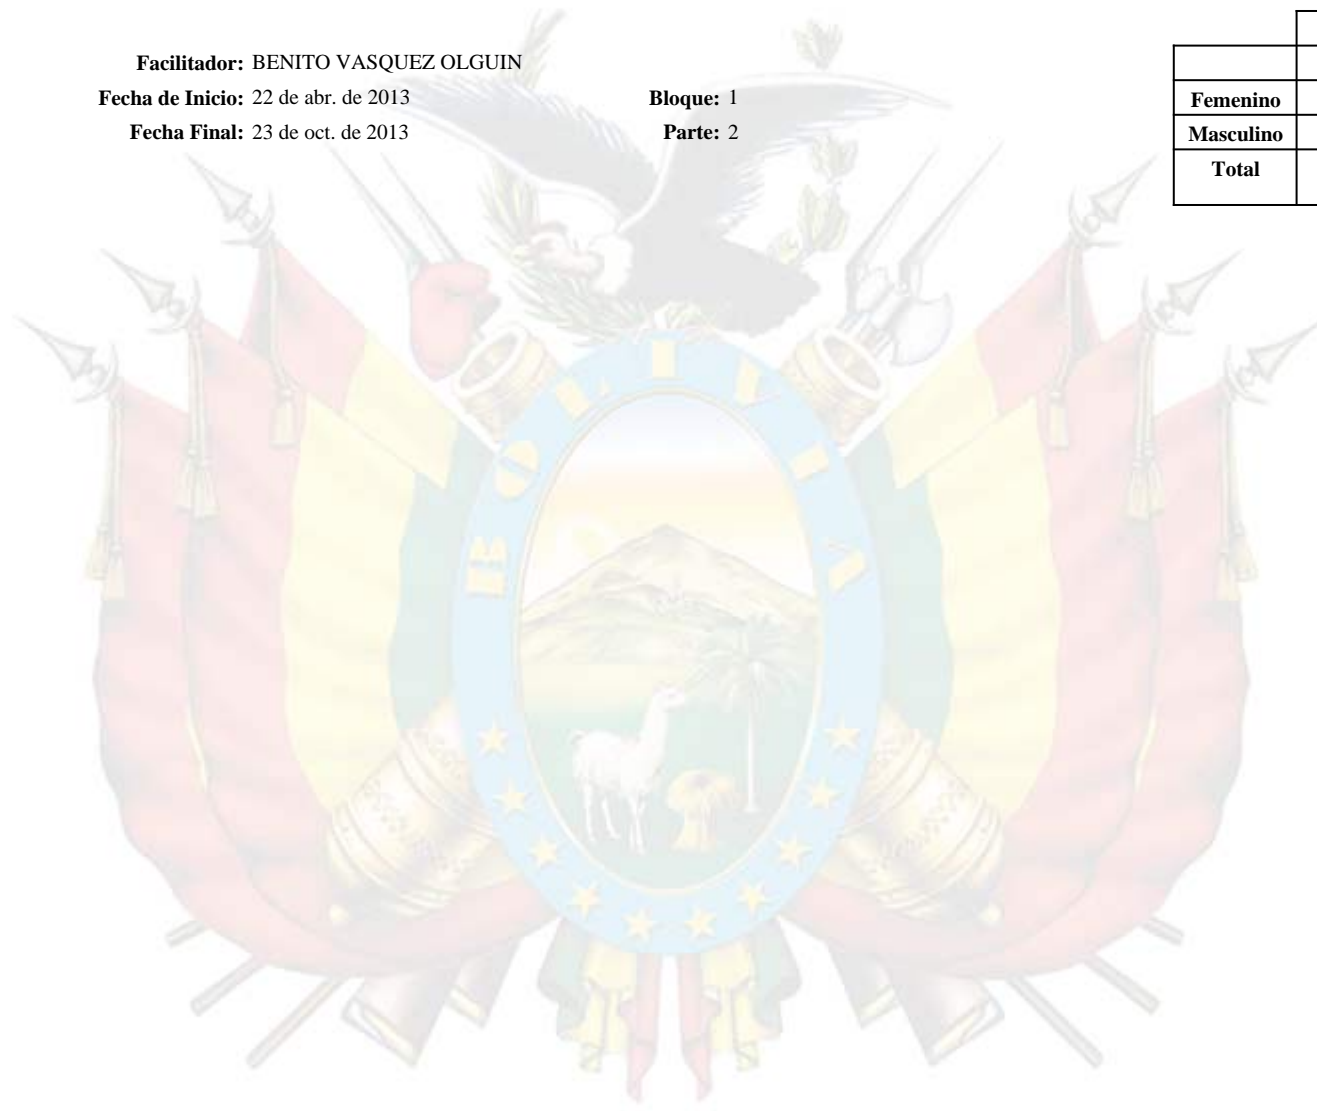 Facilitador: BENITO VASQUEZ OLGUIN
Fecha de Inicio: 22 de abr. de 2013 Bloque: 1
Fecha Final: 23 de oct. de 2013 Parte: 2
Femenino
Masculino
Total
BOLIVIA